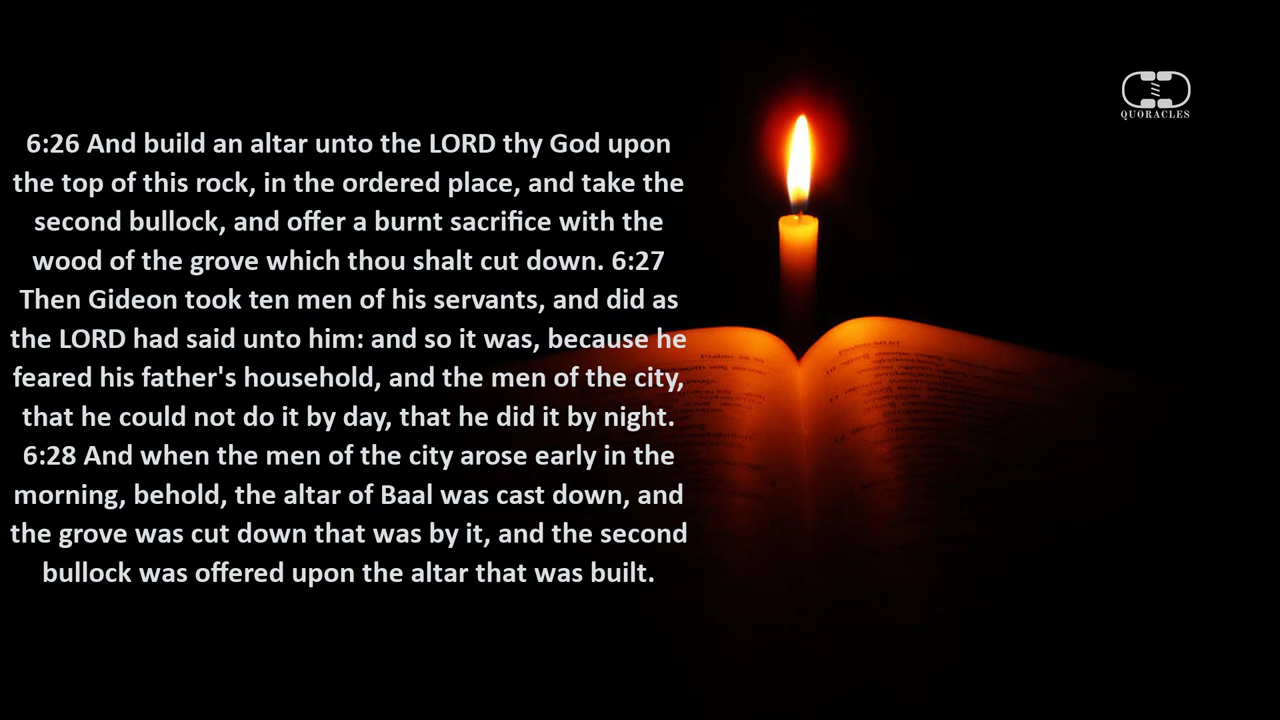 QUORACLES
6:26 And build an altar unto the LORD thy God upon
the top of this rock, in the ordered place, and take the
second bullock, and offer a burnt sacrifice with the
wood of the grove which thou shalt cut down. 6:27
Then Gideon took ten men of his servants, and did as
the LORD had said unto him: and so it was, because he
feared his father's household, and the men of the city,
that he could not do it by day, that he did it by night.
6:28 And when the men of the city arose early in the
morning, behold, the altar of Baal was cast down, and
the grove was cut down that was by it, and the second
bullock was offered upon the altar that was built.